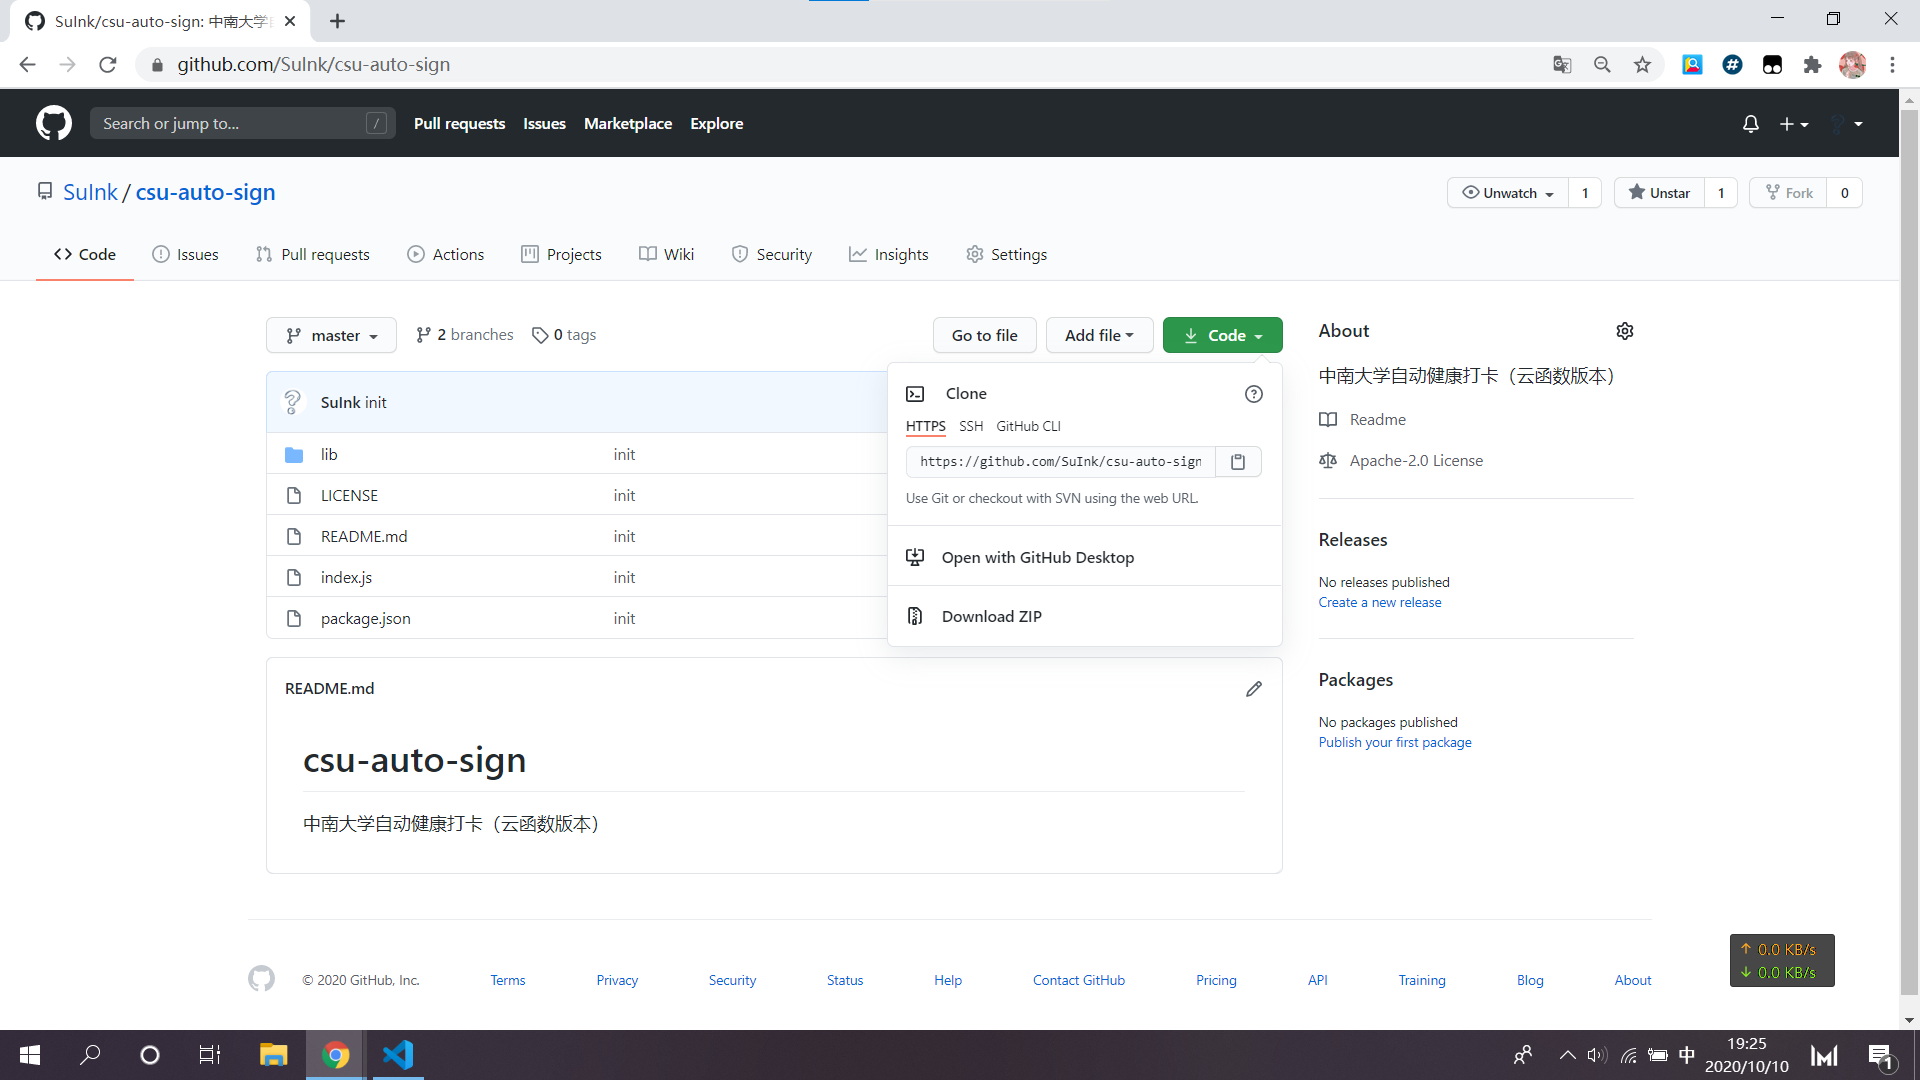 SuInk/csu-auto-sign: 中南大学
github.com/SuInk/csu-auto-sign
Search or jump to...
/
Pull requests
Issues
Marketplace
Explore
SuInk / csu-auto-sign
Unwatch 1
Unstar 1
Fork 0
Code
Issues
Pull requests
Actions
Projects
Wiki
Security
Insights
Settings
master
2 branches
0 tags
Go to file
Add file
Code
SuInk init
lib init
LICENSE init
README.md init
index.js init
package.json init
Clone
HTTPS SSH GitHub CLI
https://github.com/SuInk/csu-auto-sign
Use Git or checkout with SVN using the web URL.
Open with GitHub Desktop
Download ZIP
About
中南大学自动健康打卡（云函数版本）
Readme
Apache-2.0 License
Releases
No releases published
Create a new release
Packages
No packages published
Publish your first package
README.md
csu-auto-sign
中南大学自动健康打卡（云函数版本）
© 2020 GitHub, Inc.
Terms
Privacy
Security
Status
Help
Contact GitHub
Pricing
API
Training
Blog
About
↑ 0.0 KB/s
↓ 0.0 KB/s
中
19:25
2020/10/10
1